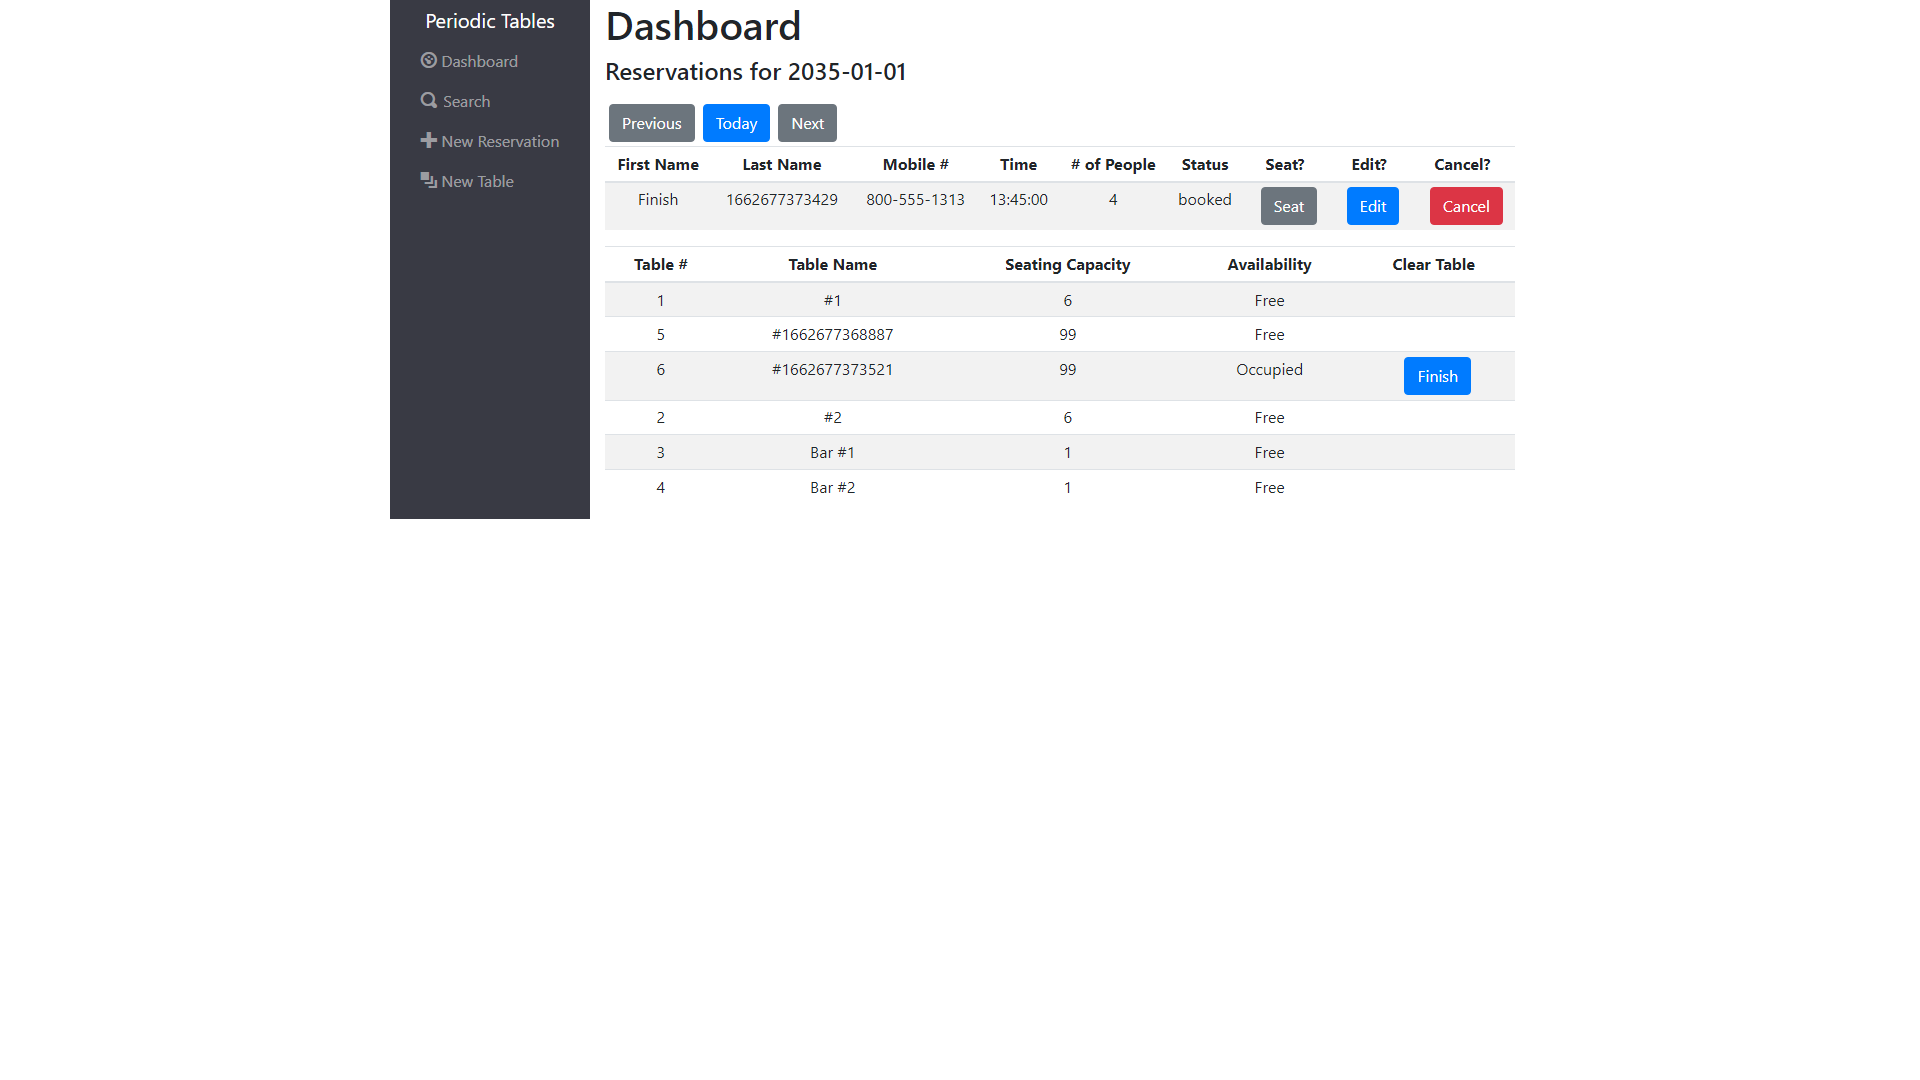 Periodic Tables
Dashboard
Search
New Reservation
New Table
Dashboard
Reservations for 2035-01-01
Previous Today Next
First Name Last Name Mobile # Time # of People Status Seat? Edit? Cancel?
Finish 1662677373429 800-555-1313 13:45:00 4 booked Seat Edit Cancel
Table # Table Name Seating Capacity Availability Clear Table
1 #1 6 Free
5 #1662677368887 99 Free
6 #1662677373521 99 Occupied Finish
2 #2 6 Free
3 Bar #1 1 Free
4 Bar #2 1 Free